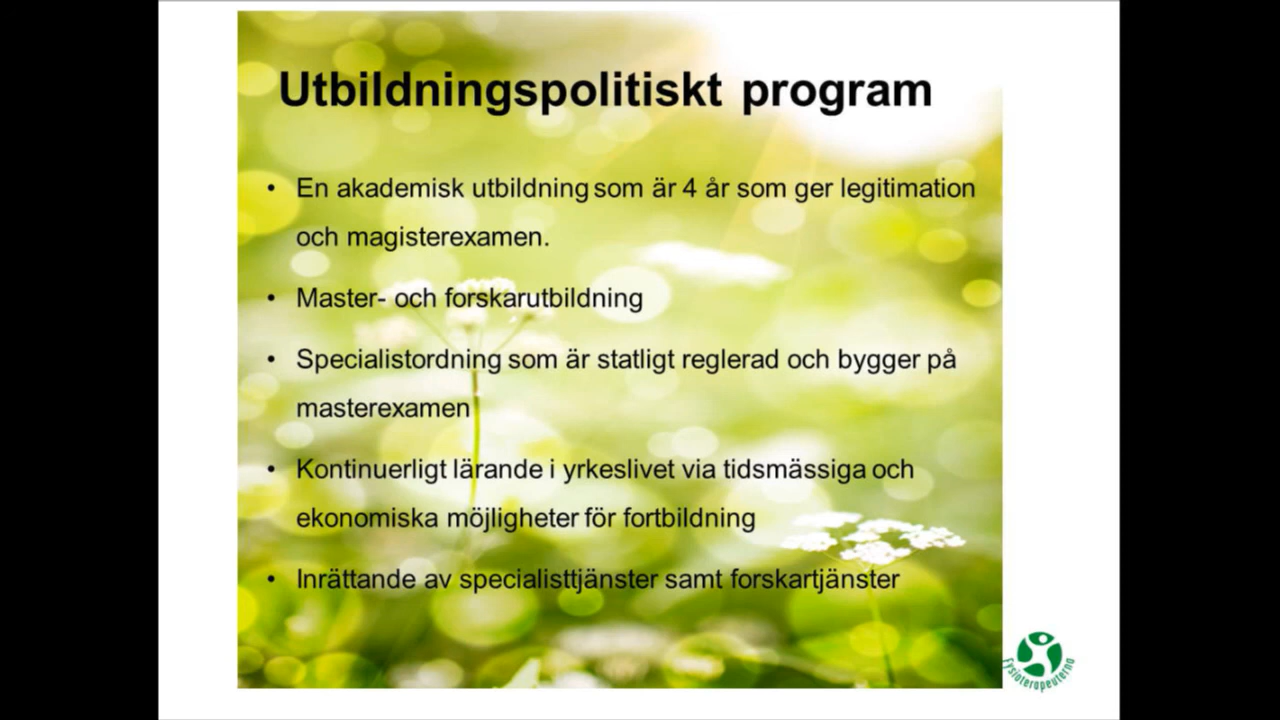 Utbildningspolitiskt program
• En akademisk utbildning som är 4 år som ger legitimation
och magisterexamen.
• Master- och forskarutbildning
• Specialistordning som är statligt reglerad och bygger på
masterexamen
• Kontinuerligt lärande i yrkeslivet via tidsmässiga och
ekonomiska möjligheter för fortbildning
• Inrättande av specialisttjänster samt forskartjänster
fysioterapeuterna